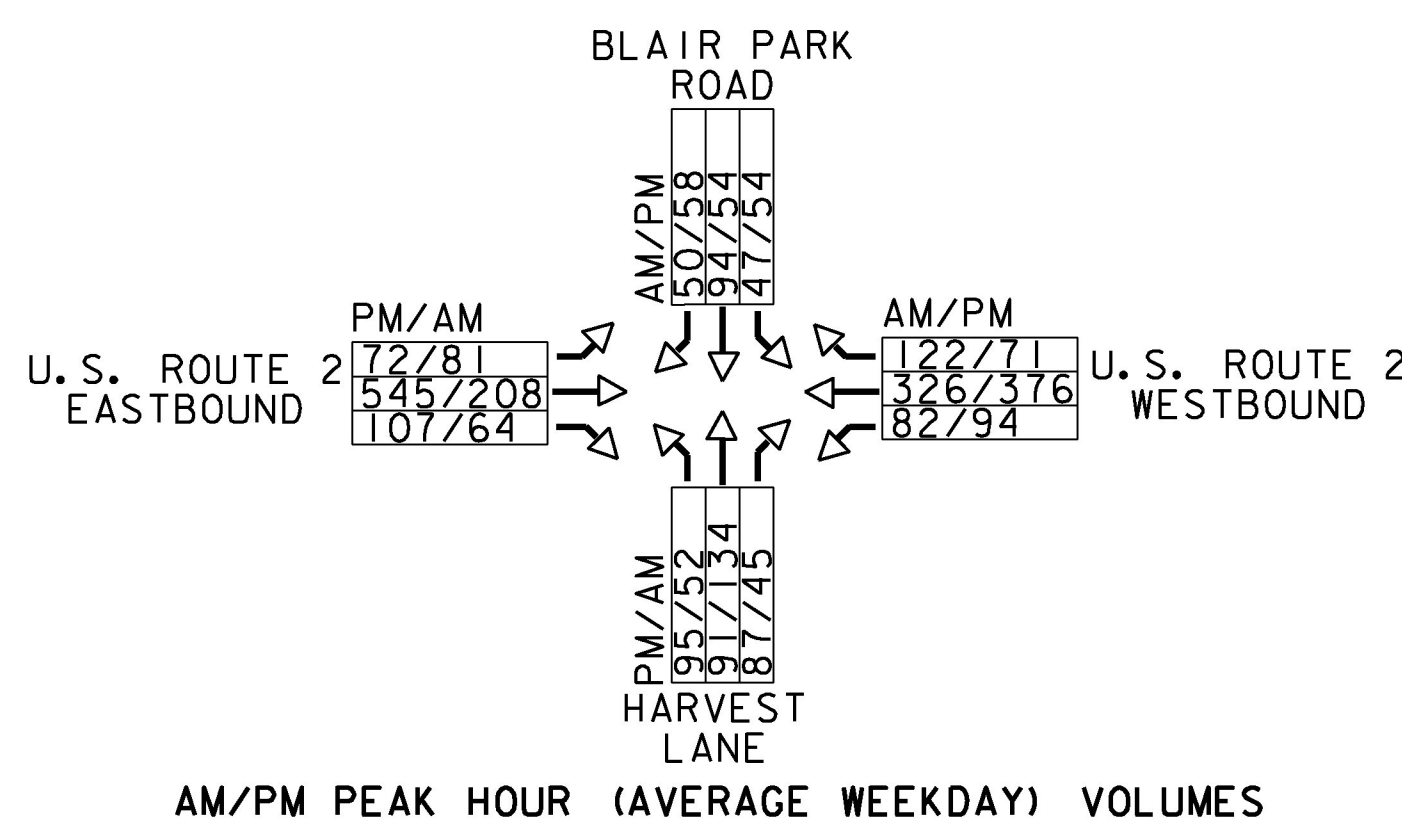 BLAIR PARK
ROAD
AM/PM
50/58
94/54
47/54
PM/AM
72/81
545/208
107/64
U.S. ROUTE 2
EASTBOUND
AM/PM
122/71
326/376
82/94
U.S. ROUTE 2
WESTBOUND
PM/AM
95/52
91/134
87/45
HARVEST
LANE
AM/PM PEAK HOUR (AVERAGE WEEKDAY) VOLUMES